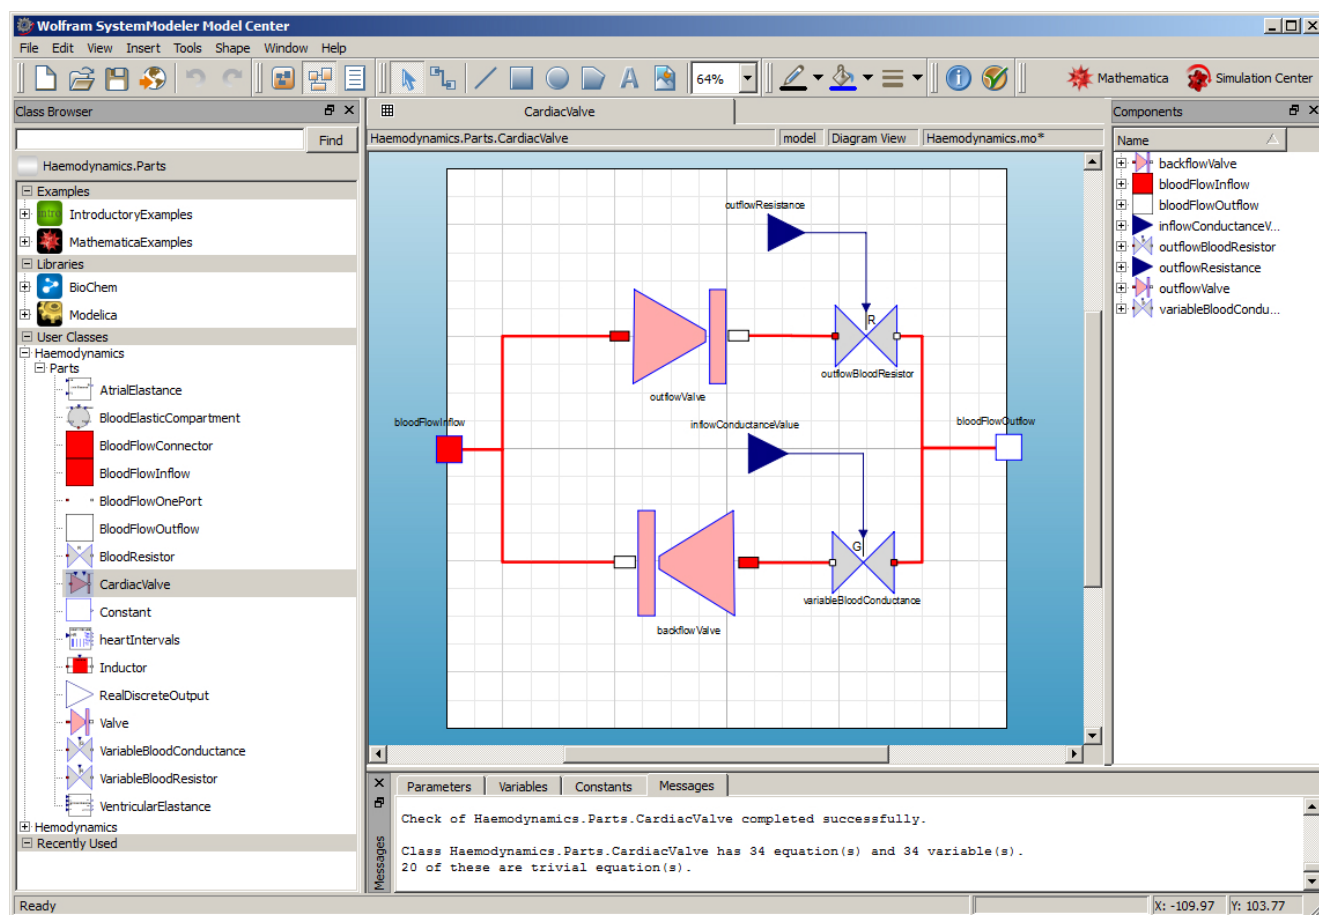 Wolfram SystemModeler Model Center
File Edit View Insert Tools Shape Window Help
A 64% Mathematica Simulation Center
Class Browser
Find
Haemodynamics.Parts
Examples
IntroductoryExamples
MathematicaExamples
Libraries
BioChem
Modelica
User Classes
Haemodynamics
Parts
AtrialElastance
BloodElasticCompartment
BloodFlowConnector
BloodFlowInflow
BloodFlowOnePort
BloodFlowOutflow
BloodResistor
CardiacValve
Constant
heartIntervals
Inductor
RealDiscreteOutput
Valve
VariableBloodConductance
VariableBloodResistor
VentricularElastance
Hemodynamics
Recently Used
CardiacValve
Haemodynamics.Parts.CardiacValve model Diagram View Haemodynamics.mo*
outflowResistance
R
outflowBloodResistor
outflowValve
bloodFlowInflow
inflowConductanceValue
bloodFlowOutflow
G
variableBloodConductance
backflowValve
Components
Name
backflowValve
bloodFlowInflow
bloodFlowOutflow
inflowConductanceV...
outflowBloodResistor
outflowResistance
outflowValve
variableBloodCondu...
Messages
Parameters Variables Constants Messages
Check of Haemodynamics.Parts.CardiacValve completed successfully.
Class Haemodynamics.Parts.CardiacValve has 34 equation(s) and 34 variable(s).
20 of these are trivial equation(s).
Ready X: -109.97 Y: 103.77